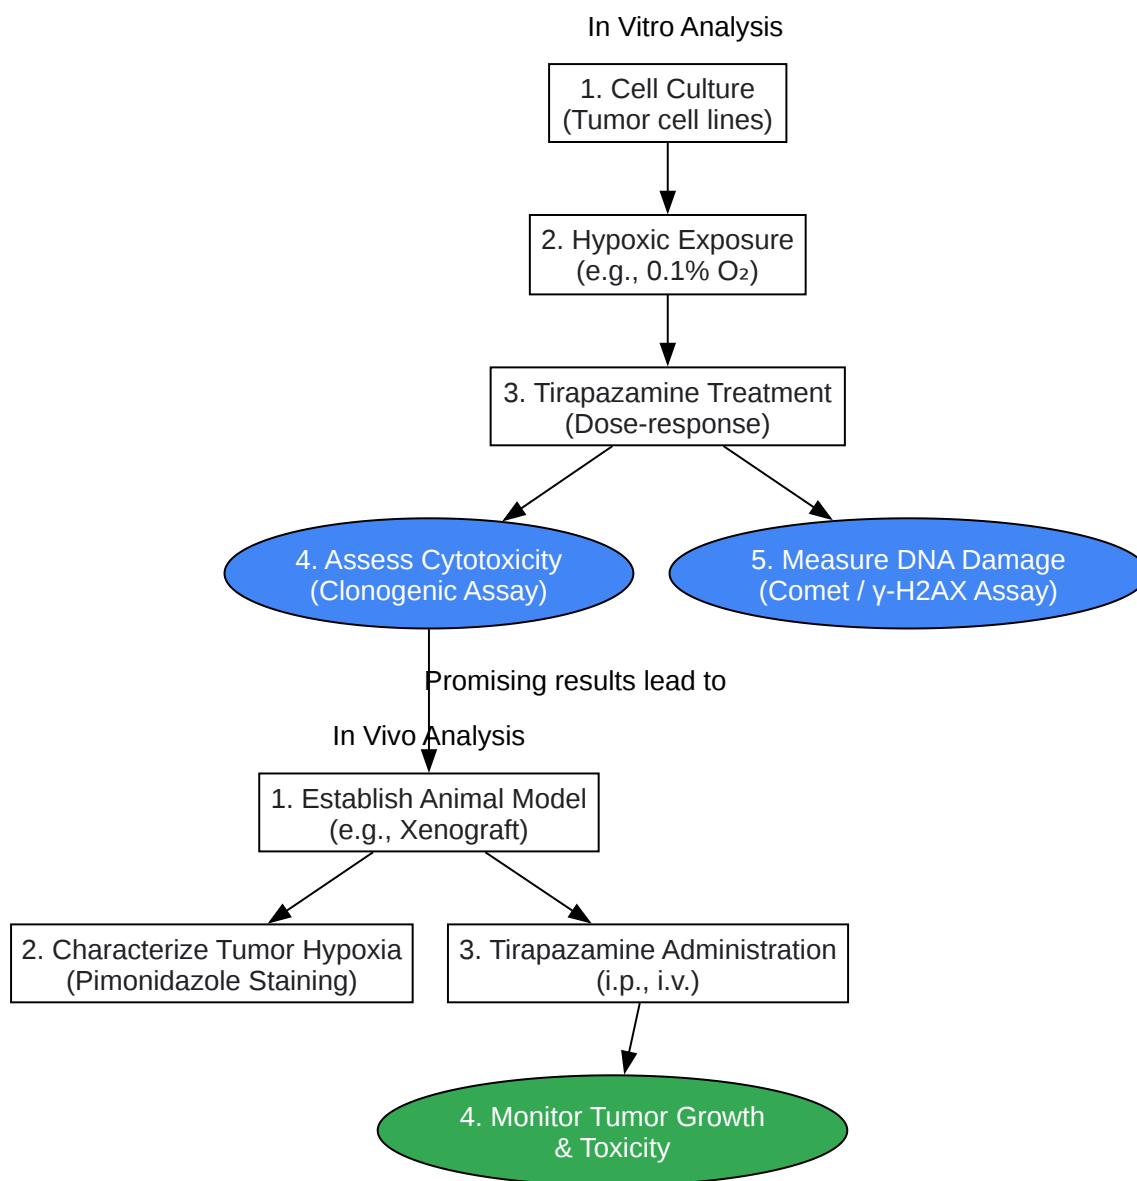 In Vitro Analysis
1. Cell Culture
(Tumor cell lines)
2. Hypoxic Exposure
(e.g., 0.1% O₂)
3. Tirapazamine Treatment
(Dose-response)
4. Assess Cytotoxicity
(Clonogenic Assay)
5. Measure DNA Damage
(Comet / γ-H2AX Assay)
Promising results lead to
In Vivo Analysis
1. Establish Animal Model
(e.g., Xenograft)
2. Characterize Tumor Hypoxia
(Pimonidazole Staining)
3. Tirapazamine Administration
(i.p., i.v.)
4. Monitor Tumor Growth
& Toxicity